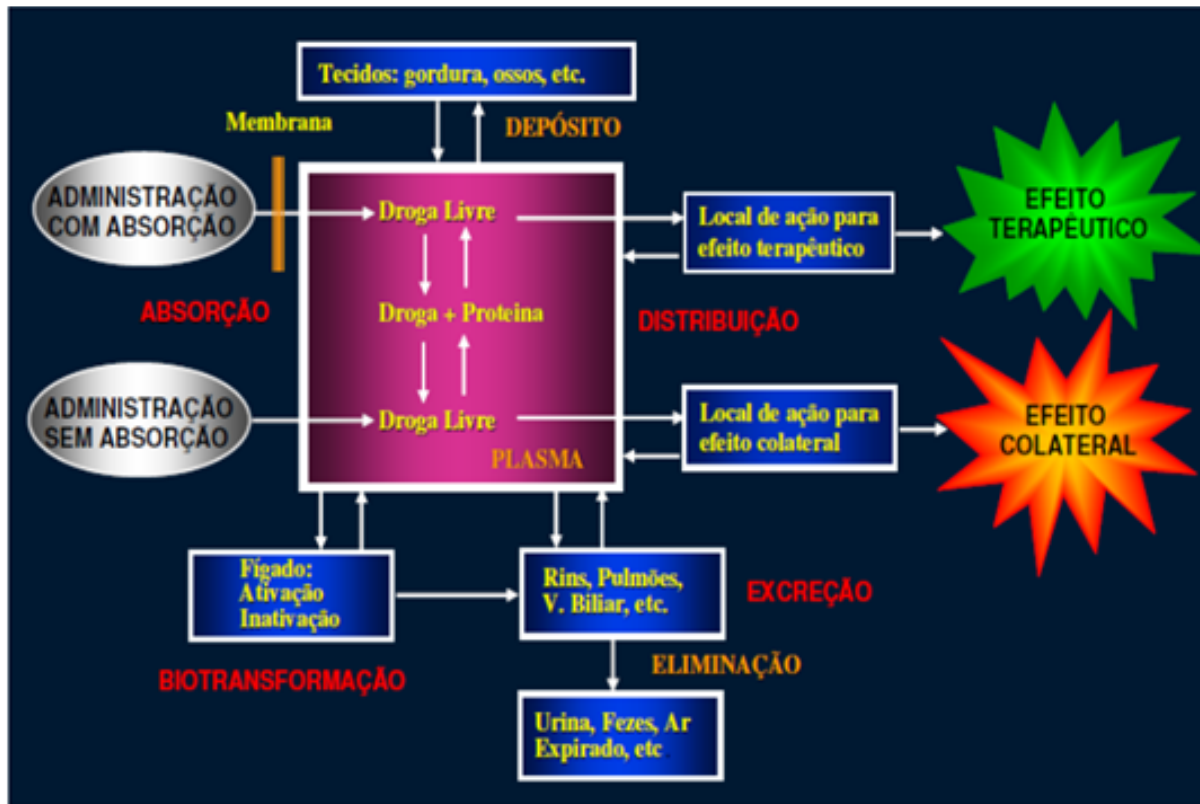 Tecidos: gordura, ossos, etc.
Membrana
DEPÓSITO
ADMINISTRAÇÃO
COM ABSORÇÃO
Droga Livre
Local de ação para
efeito terapêutico
EFEITO
TERAPÊUTICO
ABSORÇÃO
Droga + Proteina
DISTRIBUIÇÃO
ADMINISTRAÇÃO
SEM ABSORÇÃO
Droga Livre
PLASMA
Local de ação para
efeito colateral
EFEITO
COLATERAL
Fígado:
Ativação
Inativação
Rins, Pulmões,
V. Biliar, etc.
EXCREÇÃO
BIOTRANSFORMAÇÃO
ELIMINAÇÃO
Urina, Fezes, Ar
Expirado, etc